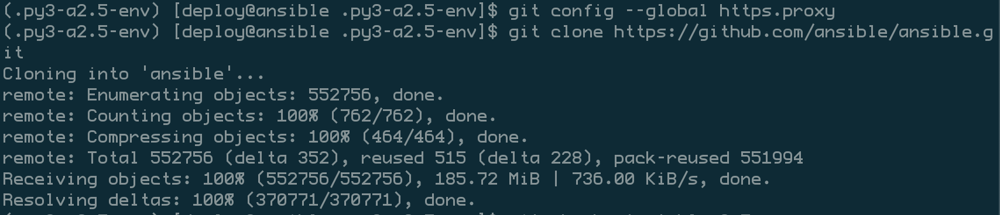 (.py3-a2.5-env) [deploy@ansible .py3-a2.5-env]$ git config --global https.proxy
(.py3-a2.5-env) [deploy@ansible .py3-a2.5-env]$ git clone https://github.com/ansible/ansible.g
it
Cloning into 'ansible'...
remote: Enumerating objects: 552756, done.
remote: Counting objects: 100% (762/762), done.
remote: Compressing objects: 100% (464/464), done.
remote: Total 552756 (delta 352), reused 515 (delta 228), pack-reused 551994
Receiving objects: 100% (552756/552756), 185.72 MiB | 736.00 KiB/s, done.
Resolving deltas: 100% (370771/370771), done.